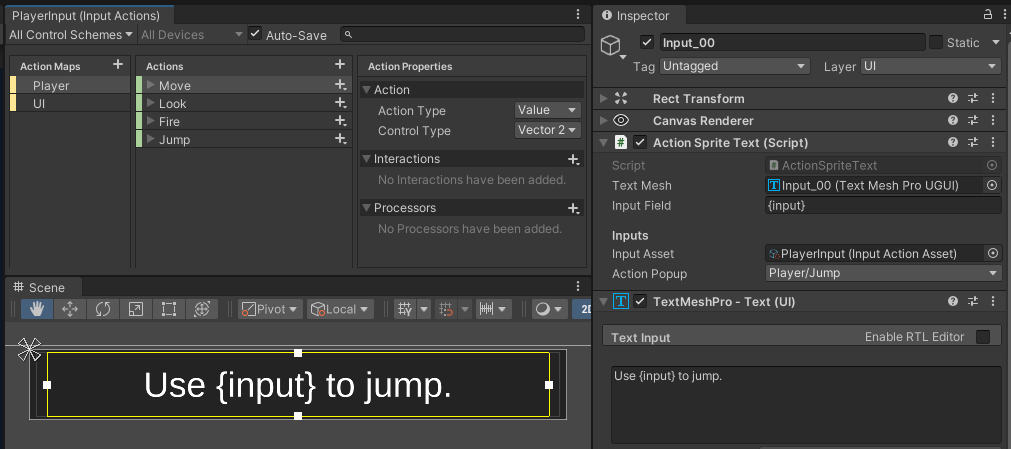 PlayerInput (Input Actions)
All Control Schemes All Devices Auto-Save
Action Maps
Player
UI
Actions
Move
Look
Fire
Jump
Action Properties
Action
Action Type Value
Control Type Vector 2
Interactions
No Interactions have been added.
Processors
No Processors have been added.
Scene
Pivot Local 2D
Use {input} to jump.
Inspector
Input_00 Static
Tag Untagged Layer UI
Rect Transform
Canvas Renderer
# Action Sprite Text (Script)
Script ActionSpriteText
Text Mesh Input_00 (Text Mesh Pro UGUI)
Input Field {input}
Inputs
Input Asset PlayerInput (Input Action Asset)
Action Popup Player/Jump
TextMeshPro - Text (UI)
Text Input Enable RTL Editor
Use {input} to jump.